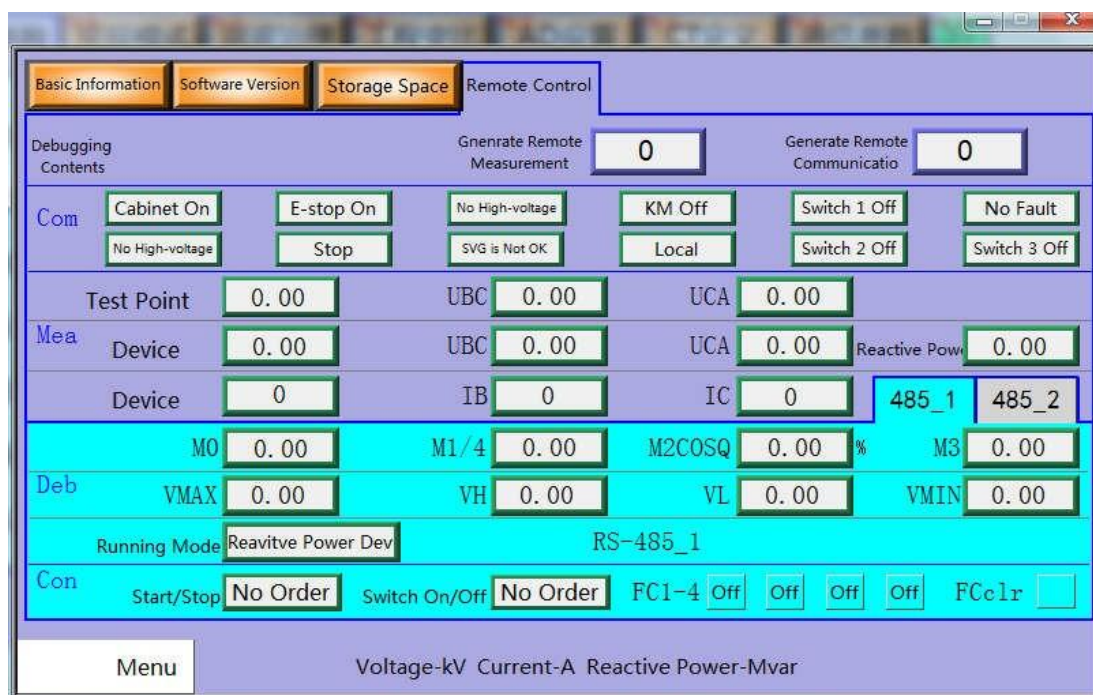 Basic Information Software Version Storage Space Remote Control
Debugging Contents Gnenrate Remote Measurement 0 Generate Remote Communicatio 0
Com Cabinet On E-stop On No High-voltage KM Off Switch 1 Off No Fault
No High-voltage Stop SVG is Not OK Local Switch 2 Off Switch 3 Off
Test Point 0.00 UBC 0.00 UCA 0.00
Mea Device 0.00 UBC 0.00 UCA 0.00 Reactive Pow 0.00
Device 0 IB 0 IC 0 485_1 485_2
M0 0.00 M1/4 0.00 M2COSQ 0.00 % M3 0.00
Deb VMAX 0.00 VH 0.00 VL 0.00 VMIN 0.00
Running Mode Reavitve Power Dev RS-485_1
Con Start/Stop No Order Switch On/Off No Order FC1-4 Off Off Off Off FCclr
Menu Voltage-kV Current-A Reactive Power-Mvar